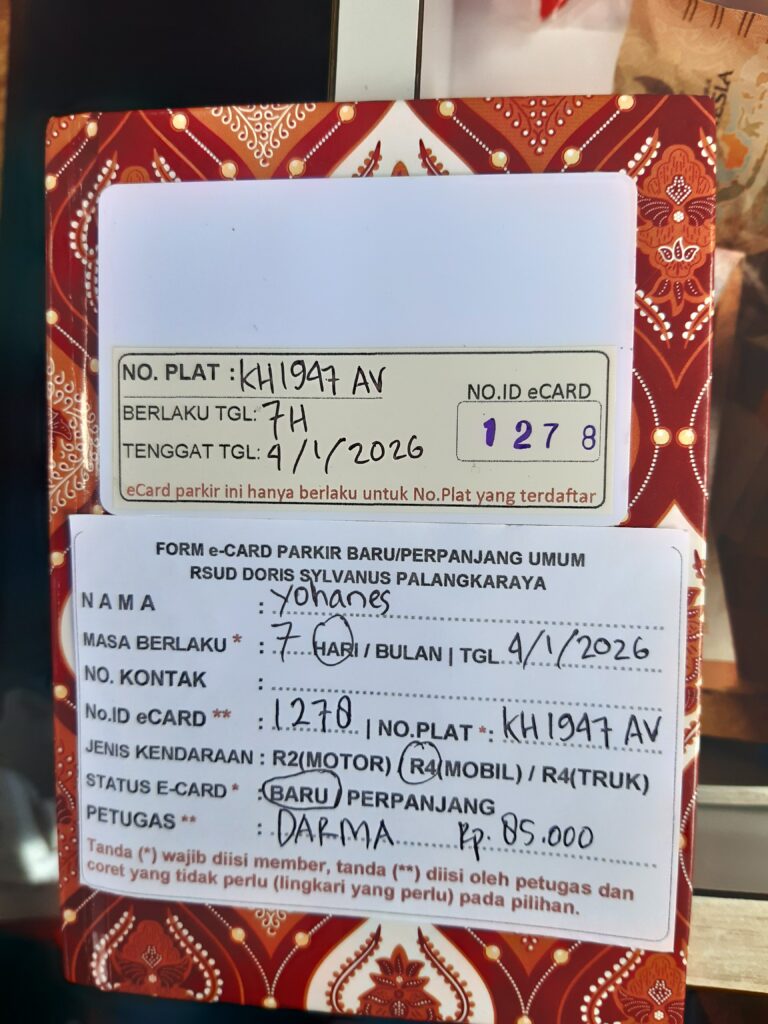 NO. PLAT : KH 1947 AV
BERLAKU TGL: 7H
NO.ID eCARD
TENGGAT TGL: 4/1/2026
1278
eCard parkir ini hanya berlaku untuk No.Plat yang terdaftar
FORM e-CARD PARKIR BARU/PERPANJANG UMUM
RSUD DORIS SYLVANUS PALANGKARAYA
NAMA : Yohanes
MASA BERLAKU * : 7 HARI / BULAN | TGL 4/1/2026
NO. KONTAK :
No.ID eCARD ** : 1278 | NO.PLAT *: KH 1947 AV
JENIS KENDARAAN : R2(MOTOR) / R4(MOBIL) / R4(TRUK)
STATUS E-CARD * : BARU / PERPANJANG
PETUGAS ** : DARMA Rp. 85.000
Tanda (*) wajib diisi member, tanda (**) diisi oleh petugas dan
coret yang tidak perlu (lingkari yang perlu) pada pilihan.